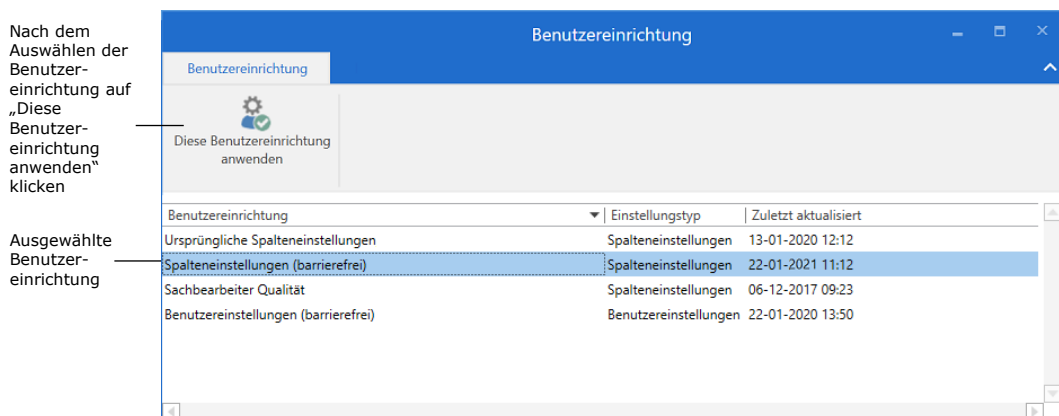 Nach dem
Auswählen der
Benutzer-
einrichtung auf
„Diese
Benutzer-
einrichtung
anwenden“
klicken
Ausgewählte
Benutzer-
einrichtung
Benutzereinrichtung
Benutzereinrichtung
Diese Benutzereinrichtung
anwenden
Benutzereinrichtung Einstellungstyp Zuletzt aktualisiert
Ursprüngliche Spalteneinstellungen Spalteneinstellungen 13-01-2020 12:12
Spalteneinstellungen (barrierefrei) Spalteneinstellungen 22-01-2021 11:12
Sachbearbeiter Qualität Spalteneinstellungen 06-12-2017 09:23
Benutzereinstellungen (barrierefrei) Benutzereinstellungen 22-01-2020 13:50